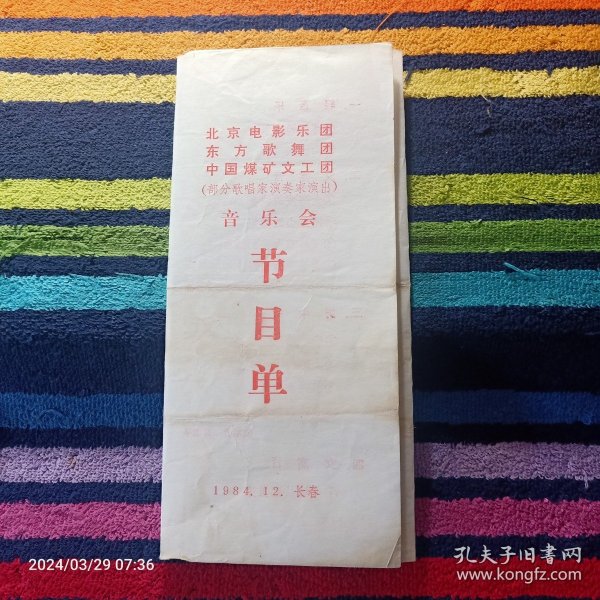 北京电影乐团
东方歌舞团
中国煤矿文工团
(部分歌唱家演奏家演出)
音乐会
节
目
单
1984.12.长春
2024/03/29 07:36
孔夫子旧书网
www.kongfz.com